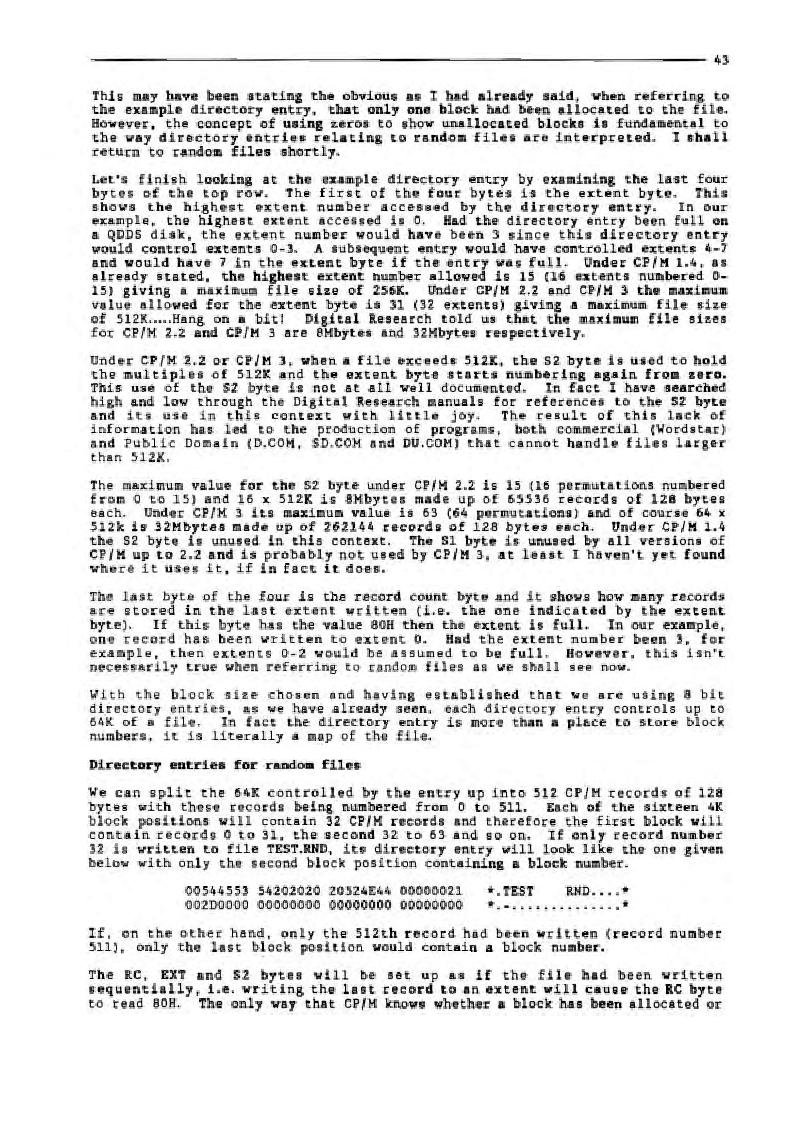 43
This may have been stating the obvious as I had already said, when referring to
the example directory entry, that only one block had been allocated to the file.
However, the concept of using zeros to show unallocated blocks is fundamental to
the way directory entries relating to random files are interpreted. I shall
return to random files shortly.
Let's finish looking at the example directory entry by examining the last four
bytes of the top row. The first of the four bytes is the extent byte. This
shows the highest extent number accessed by the directory entry. In our
example, the highest extent accessed is 0. Had the directory entry been full on
a QDDS disk, the extent number would have been 3 since this directory entry
would control extents 0-3. A subsequent entry would have controlled extents 4-7
and would have 7 in the extent byte if the entry was full. Under CP/M 1.4, as
already stated, the highest extent number allowed is 15 (16 extents numbered 0-
15) giving a maximum file size of 256K. Under CP/M 2.2 and CP/M 3 the maximum
value allowed for the extent byte is 31 (32 extents) giving a maximum file size
of 512K.....Hang on a bit! Digital Research told us that the maximum file sizes
for CP/M 2.2 and CP/M 3 are 8Mbytes and 32Mbytes respectively.
Under CP/M 2.2 or CP/M 3, when a file exceeds 512K, the S2 byte is used to hold
the multiples of 512K and the extent byte starts numbering again from zero.
This use of the S2 byte is not at all well documented. In fact I have searched
high and low through the Digital Research manuals for references to the S2 byte
and its use in this context with little joy. The result of this lack of
information has led to the production of programs, both commercial (Wordstar)
and Public Domain (D.COM, SD.COM and DU.COM) that cannot handle files larger
than 512K.
The maximum value for the S2 byte under CP/M 2.2 is 15 (16 permutations numbered
from 0 to 15) and 16 x 512K is 8Mbytes made up of 65536 records of 128 bytes
each. Under CP/M 3 its maximum value is 63 (64 permutations) and of course 64 x
512k is 32Mbytes made up of 262144 records of 128 bytes each. Under CP/M 1.4
the S2 byte is unused in this context. The S1 byte is unused by all versions of
CP/M up to 2.2 and is probably not used by CP/M 3, at least I haven't yet found
where it uses it, if in fact it does.
The last byte of the four is the record count byte and it shows how many records
are stored in the last extent written (i.e. the one indicated by the extent
byte). If this byte has the value 80H then the extent is full. In our example,
one record has been written to extent 0. Had the extent number been 3, for
example, then extents 0-2 would be assumed to be full. However, this isn't
necessarily true when referring to random files as we shall see now.
With the block size chosen and having established that we are using 8 bit
directory entries, as we have already seen, each directory entry controls up to
64K of a file. In fact the directory entry is more than a place to store block
numbers, it is literally a map of the file.
Directory entries for random files
We can split the 64K controlled by the entry up into 512 CP/M records of 128
bytes with these records being numbered from 0 to 511. Each of the sixteen 4K
block positions will contain 32 CP/M records and therefore the first block will
contain records 0 to 31, the second 32 to 63 and so on. If only record number
32 is written to file TEST.RND, its directory entry will look like the one given
below with only the second block position containing a block number.
00544553 54202020 20524E44 00000021 *.TEST RND....*
002D0000 00000000 00000000 00000000 *.-..............*
If, on the other hand, only the 512th record had been written (record number
511), only the last block position would contain a block number.
The RC, EXT and S2 bytes will be set up as if the file had been written
sequentially, i.e. writing the last record to an extent will cause the RC byte
to read 80H. The only way that CP/M knows whether a block has been allocated or